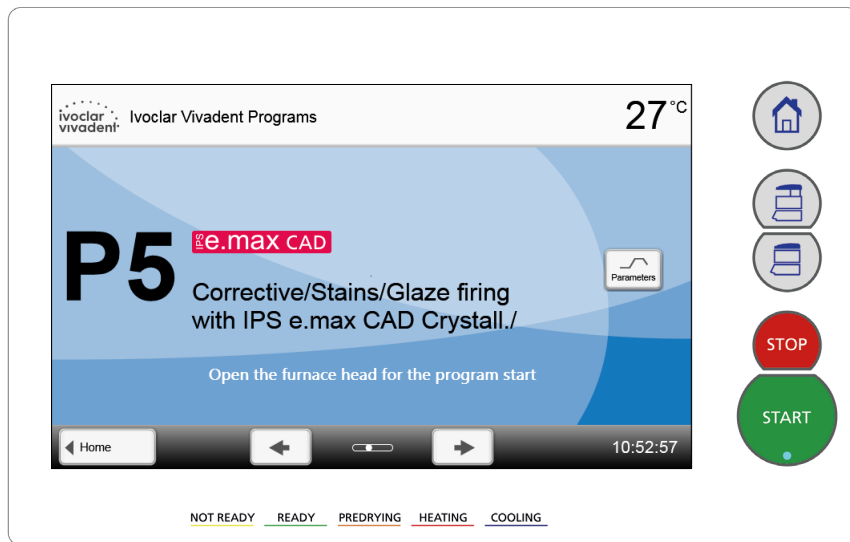 ivoclar
vivadent
Ivoclar Vivadent Programs
27°C
P5
IPS e.max CAD
Corrective/Stains/Glaze firing
with IPS e.max CAD Crystall./
Parameters
Open the furnace head for the program start
Home
10:52:57
STOP
START
NOT READY READY PREDRYING HEATING COOLING